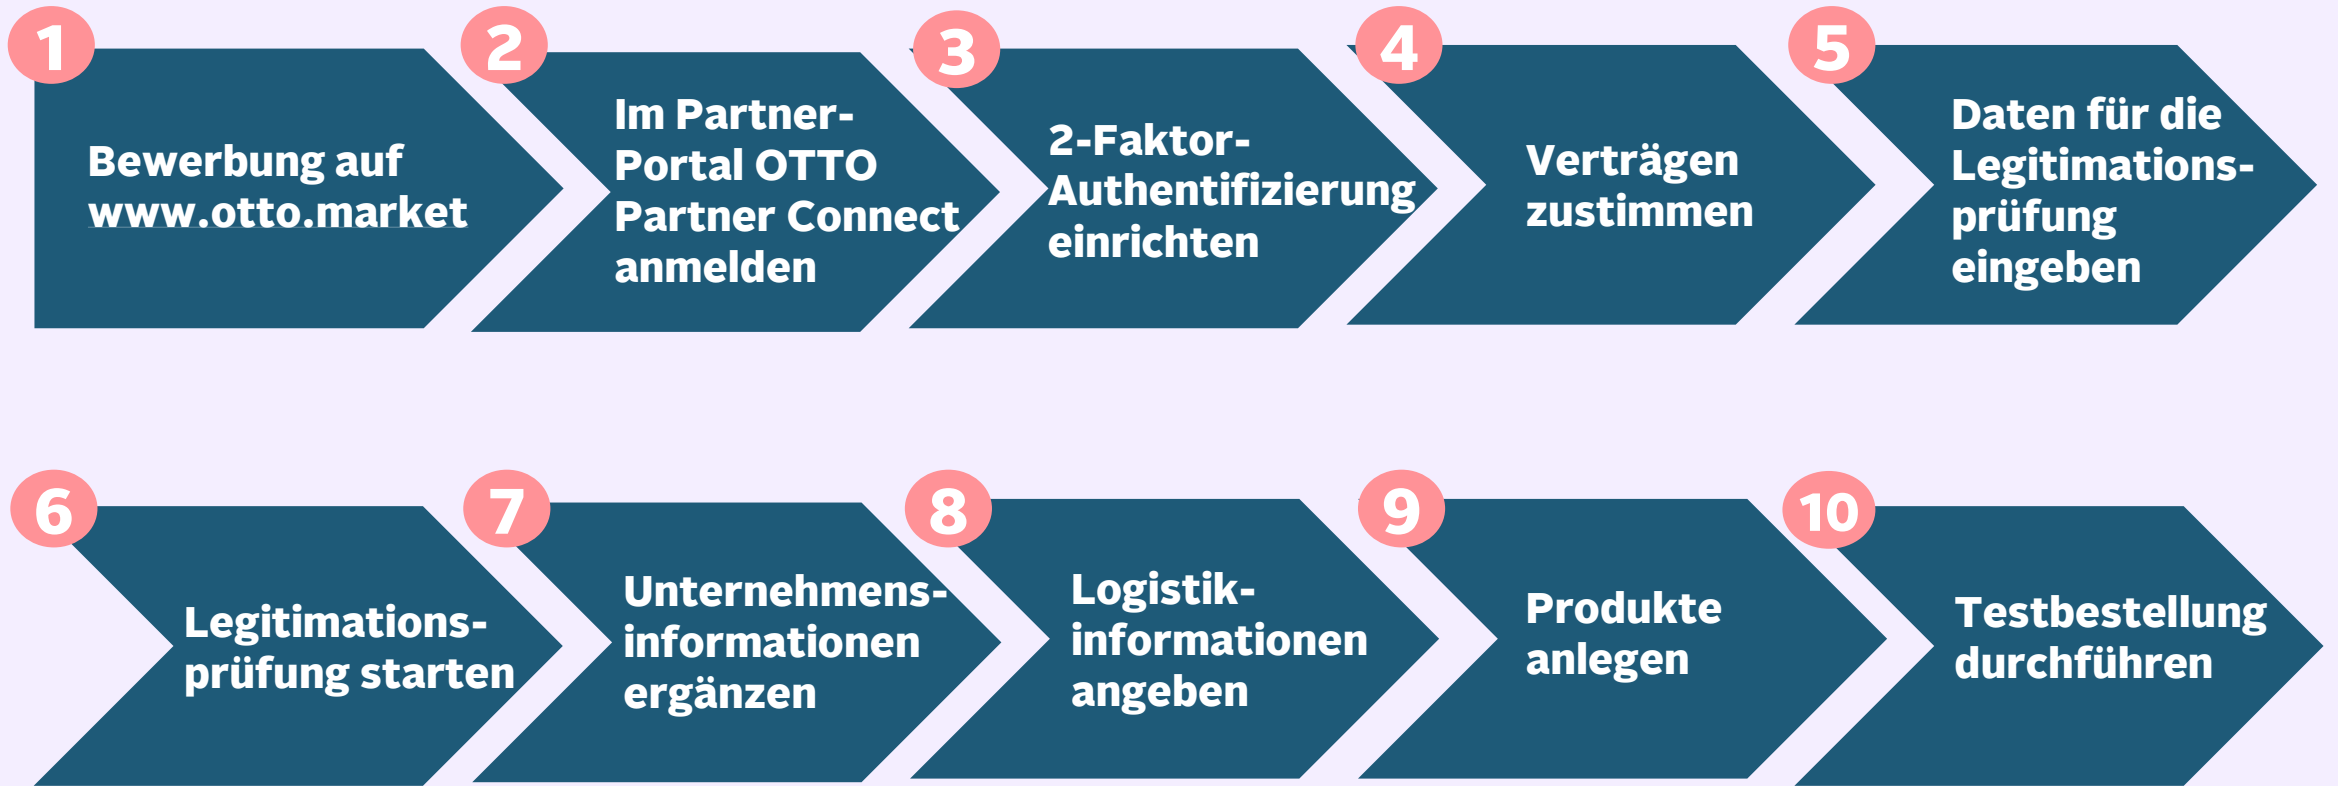 1
Bewerbung auf
www.otto.market
2
Im Partner-
Portal OTTO
Partner Connect
anmelden
3
2-Faktor-
Authentifizierung
einrichten
4
Verträgen
zustimmen
5
Daten für die
Legitimations-
prüfung
eingeben
6
Legitimations-
prüfung starten
7
Unternehmens-
informationen
ergänzen
8
Logistik-
informationen
angeben
9
Produkte
anlegen
10
Testbestellung
durchführen